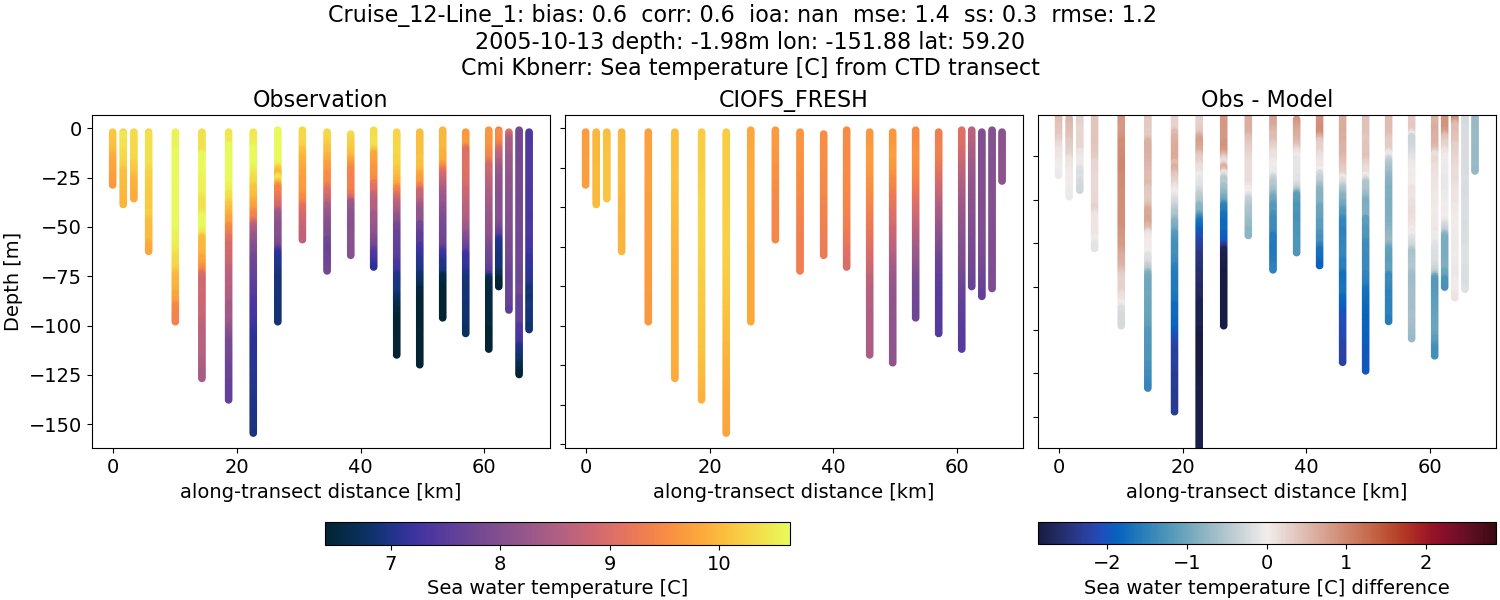 Cruise_12-Line_1: bias: 0.6  corr: 0.6  ioa: nan  mse: 1.4  ss: 0.3  rmse: 1.2
2005-10-13 depth: -1.98m lon: -151.88 lat: 59.20
Cmi Kbnerr: Sea temperature [C] from CTD transect
Observation
CIOFS_FRESH
Obs - Model
Depth [m]
0
−25
−50
−75
−100
−125
−150
0 20 40 60
0 20 40 60
0 20 40 60
along-transect distance [km]
along-transect distance [km]
along-transect distance [km]
7 8 9 10
Sea water temperature [C]
−2 −1 0 1 2
Sea water temperature [C] difference